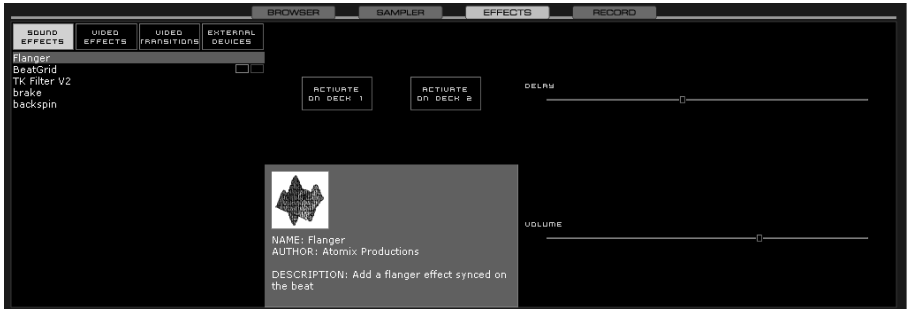 BROWSER SAMPLER EFFECTS RECORD
SOUND EFFECTS
VIDEO EFFECTS
VIDEO TRANSITIONS
EXTERNAL DEVICES
Flanger
BeatGrid
TK Filter V2
brake
backspin
ACTIVATE
ON DECK 1
ACTIVATE
ON DECK 2
DELAY
NAME: Flanger
AUTHOR: Atomix Productions
DESCRIPTION: Add a flanger effect synced on
the beat
VOLUME